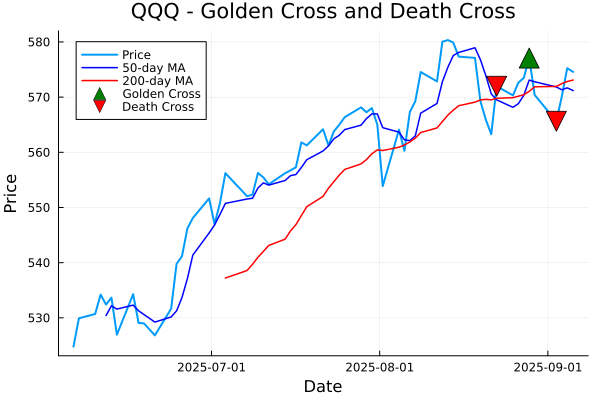 QQQ - Golden Cross and Death Cross
580
570
560
550
540
530
Price
Price
50-day MA
200-day MA
Golden Cross
Death Cross
2025-07-01
2025-08-01
2025-09-01
Date